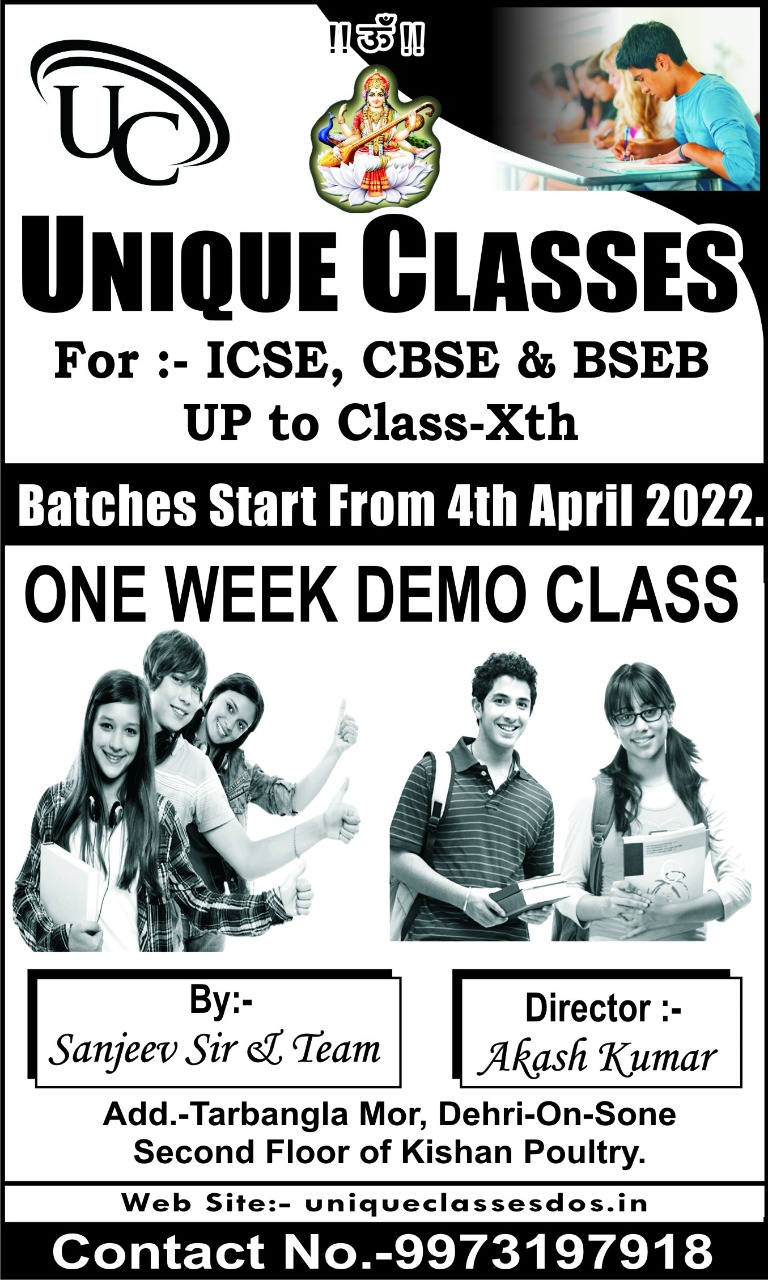 !! ॐ !!
UC
UNIQUE CLASSES
For :- ICSE, CBSE & BSEB
UP to Class-Xth
Batches Start From 4th April 2022.
ONE WEEK DEMO CLASS
By:-
Sanjeev Sir & Team
Director :-
Akash Kumar
Add.-Tarbangla Mor, Dehri-On-Sone
Second Floor of Kishan Poultry.
Web Site:- uniqueclassesdos.in
Contact No.-9973197918